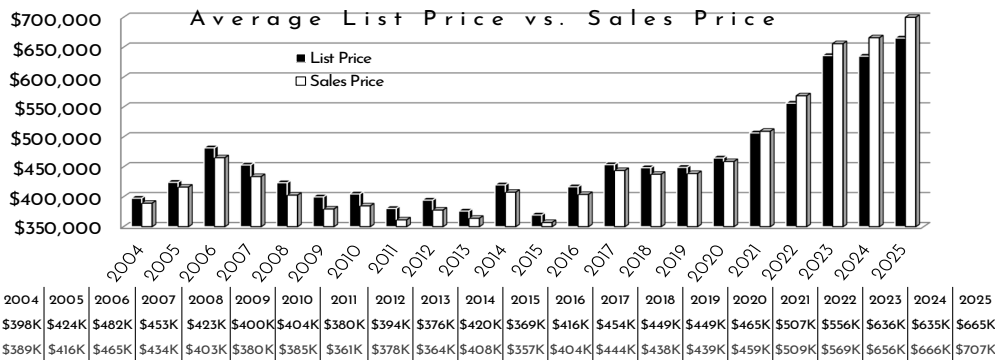 Average List Price vs. Sales Price
$700,000
$650,000
$600,000
$550,000
$500,000
$450,000
$400,000
$350,000
List Price
Sales Price
2004 2005 2006 2007 2008 2009 2010 2011 2012 2013 2014 2015 2016 2017 2018 2019 2020 2021 2022 2023 2024 2025
2004 2005 2006 2007 2008 2009 2010 2011 2012 2013 2014 2015 2016 2017 2018 2019 2020 2021 2022 2023 2024 2025
$398K $424K $482K $453K $423K $400K $404K $380K $394K $376K $420K $369K $416K $454K $449K $449K $465K $507K $556K $636K $635K $665K
$389K $416K $465K $434K $403K $380K $385K $361K $378K $364K $408K $357K $404K $444K $438K $439K $459K $509K $569K $656K $666K $707K